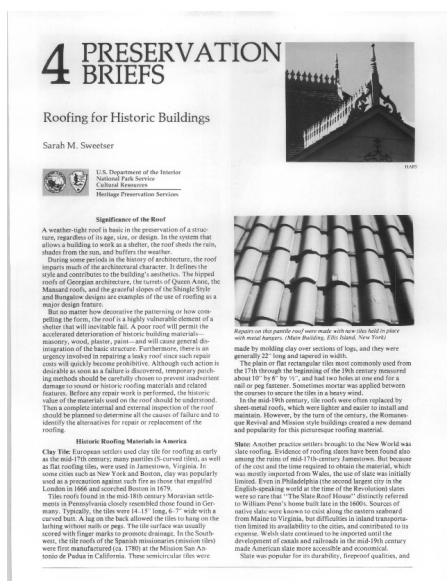 4 PRESERVATION
BRIEFS
Roofing for Historic Buildings
Sarah M. Sweetser
HABS
U.S. Department of the Interior
National Park Service
Cultural Resources
Heritage Preservation Services
Significance of the Roof
A weather-tight roof is basic in the preservation of a struc-
ture, regardless of its age, size, or design. In the system that
allows a building to work as a shelter, the roof sheds the rain,
shades from the sun, and buffers the weather.
During some periods in the history of architecture, the roof
imparts much of the architectural character. It defines the
style and contributes to the building's aesthetics. The hipped
roofs of Georgian architecture, the turrets of Queen Anne, the
Mansard roofs, and the graceful slopes of the Shingle Style
and Bungalow designs are examples of the use of roofing as a
major design feature.
But no matter how decorative the patterning or how com-
pelling the form, the roof is a highly vulnerable element of a
shelter that will inevitably fail. A poor roof will permit the
accelerated deterioration of historic building materials—
masonry, wood, plaster, paint—and will cause general dis-
integration of the basic structure. Furthermore, there is an
urgency involved in repairing a leaky roof since such repair
costs will quickly become prohibitive. Although such action is
desirable as soon as a failure is discovered, temporary patch-
ing methods should be carefully chosen to prevent inadvertent
damage to sound or historic roofing materials and related
features. Before any repair work is performed, the historic
value of the materials used on the roof should be understood.
Then a complete internal and external inspection of the roof
should be planned to determine all the causes of failure and to
identify the alternatives for repair or replacement of the
roofing.
Historic Roofing Materials in America
Clay Tile: European settlers used clay tile for roofing as early
as the mid-17th century; many pantiles (S-curved tiles), as well
as flat roofing tiles, were used in Jamestown, Virginia. In
some cities such as New York and Boston, clay was popularly
used as a precaution against such fire as those that engulfed
London in 1666 and scorched Boston in 1679.
Tiles roofs found in the mid-18th century Moravian settle-
ments in Pennsylvania closely resembled those found in Ger-
many. Typically, the tiles were 14–15" long, 6–7" wide with a
curved butt. A lug on the back allowed the tiles to hang on the
lathing without nails or pegs. The tile surface was usually
scored with finger marks to promote drainage. In the South-
west, the tile roofs of the Spanish missionaries (mission tiles)
were first manufactured (ca. 1780) at the Mission San An-
tonio de Padua in California. These semicircular tiles were
Repairs on this pantile roof were made with new tiles held in place
with metal hangers. (Main Building, Ellis Island, New York)
made by molding clay over sections of logs, and they were
generally 22" long and tapered in width.
The plain or flat rectangular tiles most commonly used from
the 17th through the beginning of the 19th century measured
about 10" by 6" by ½", and had two holes at one end for a
nail or peg fastener. Sometimes mortar was applied between
the courses to secure the tiles in a heavy wind.
In the mid-19th century, tile roofs were often replaced by
sheet-metal roofs, which were lighter and easier to install and
maintain. However, by the turn of the century, the Romanes-
que Revival and Mission style buildings created a new demand
and popularity for this picturesque roofing material.
Slate: Another practice settlers brought to the New World was
slate roofing. Evidence of roofing slates have been found also
among the ruins of mid-17th-century Jamestown. But because
of the cost and the time required to obtain the material, which
was mostly imported from Wales, the use of slate was initially
limited. Even in Philadelphia (the second largest city in the
English-speaking world at the time of the Revolution) slates
were so rare that "The Slate Roof House" distinctly referred
to William Penn's home built late in the 1600s. Sources of
native slate were known to exist along the eastern seaboard
from Maine to Virginia, but difficulties in inland transporta-
tion limited its availability to the cities, and contributed to its
expense. Welsh slate continued to be imported until the
development of canals and railroads in the mid-19th century
made American slate more accessible and economical.
Slate was popular for its durability, fireproof qualities, and